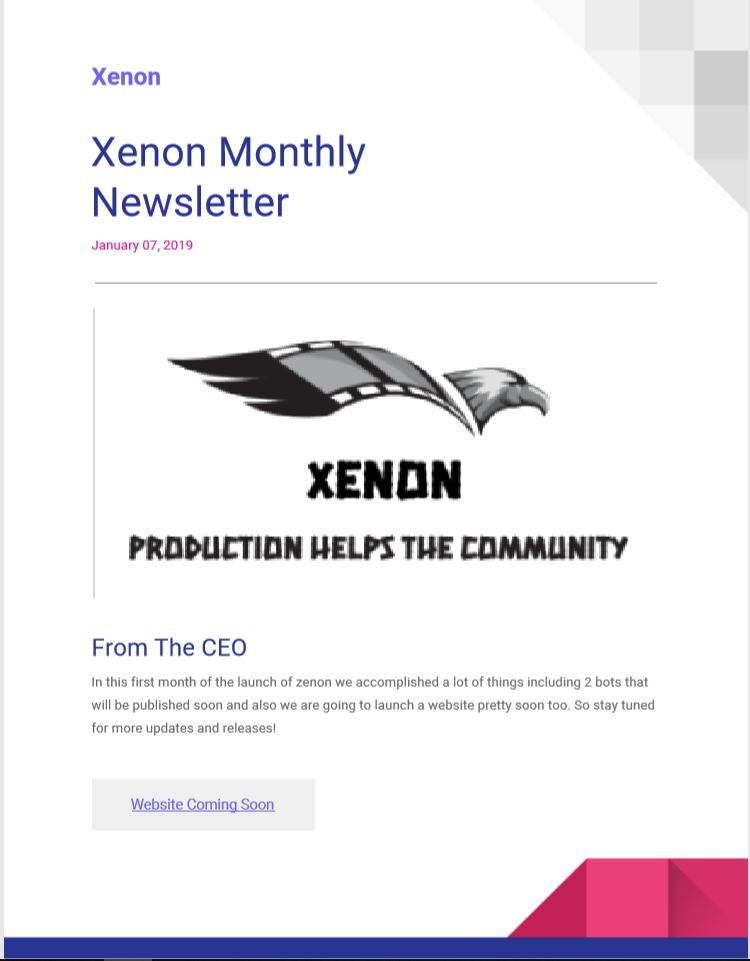 Xenon
Xenon Monthly
Newsletter
January 07, 2019
XENON
PRODUCTION HELPS THE COMMUNITY
From The CEO
In this first month of the launch of zenon we accomplished a lot of things including 2 bots that
will be published soon and also we are going to launch a website pretty soon too. So stay tuned
for more updates and releases!
Website Coming Soon